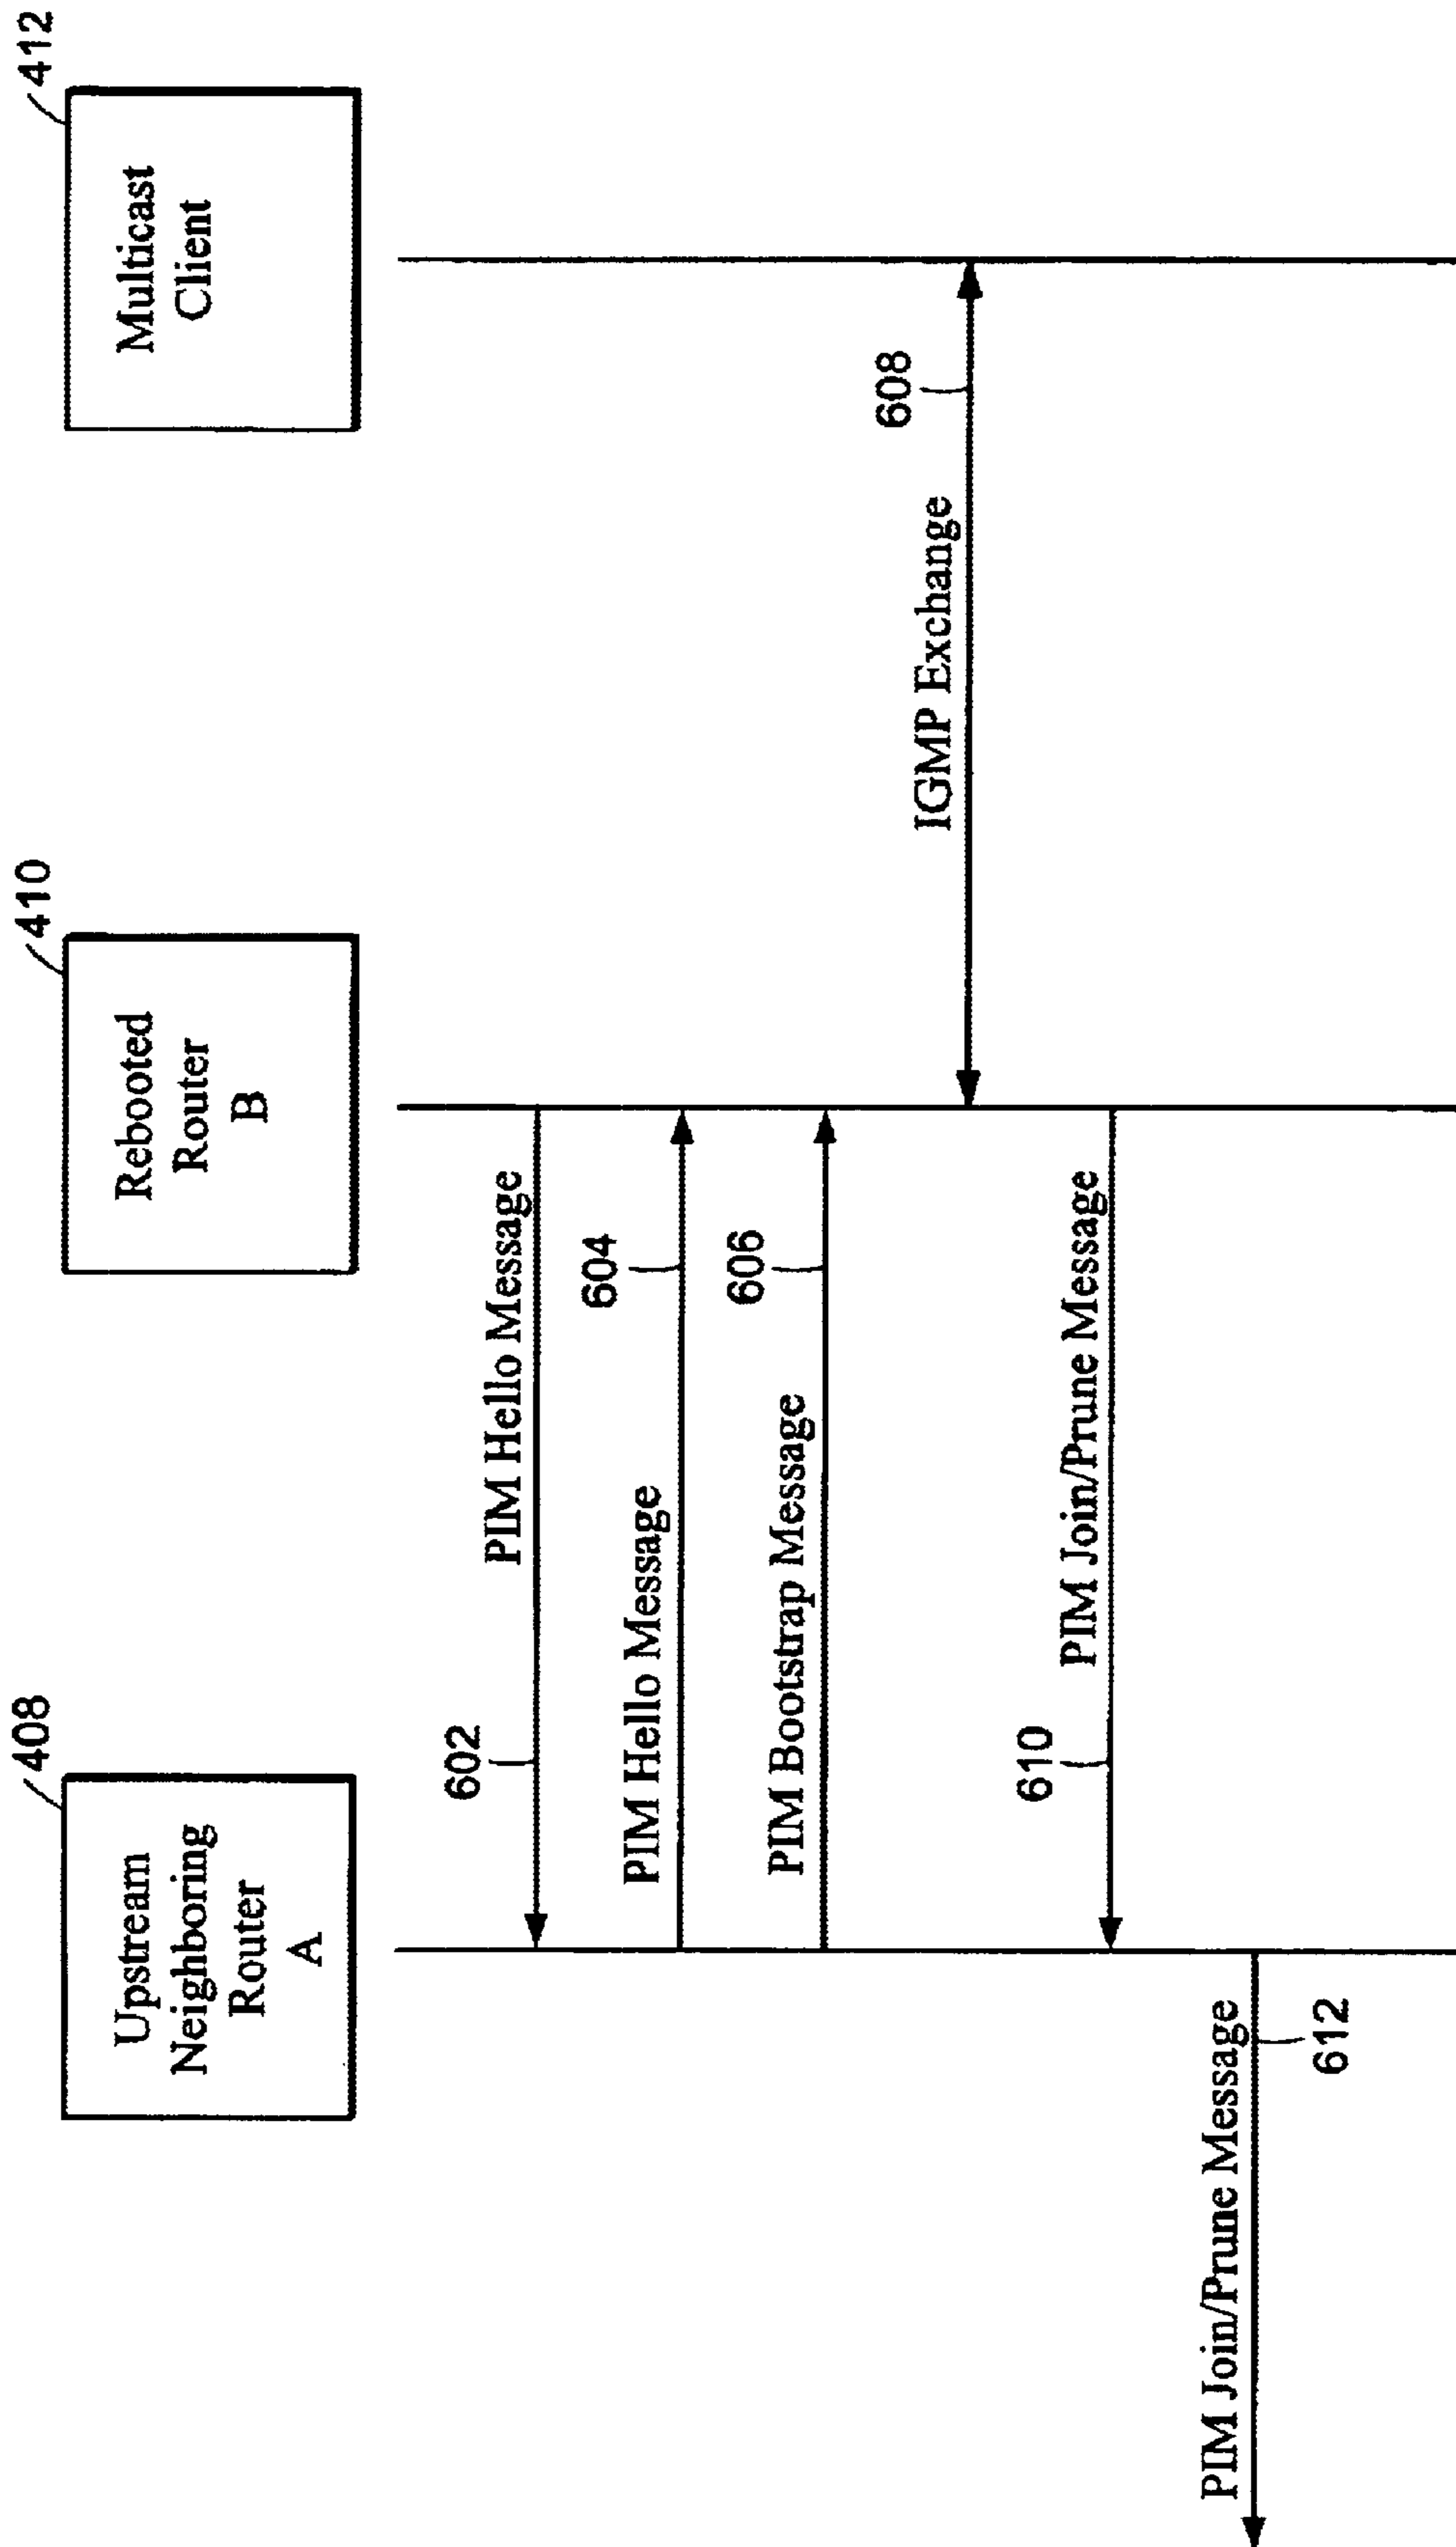 408
Upstream
Neighboring
Router
A
410
Rebooted
Router
B
412
Multicast
Client
602
PIM Hello Message
PIM Hello Message
604
PIM Bootstrap Message
606
IGMP Exchange
608
610
PIM Join/Prune Message
PIM Join/Prune Message
612